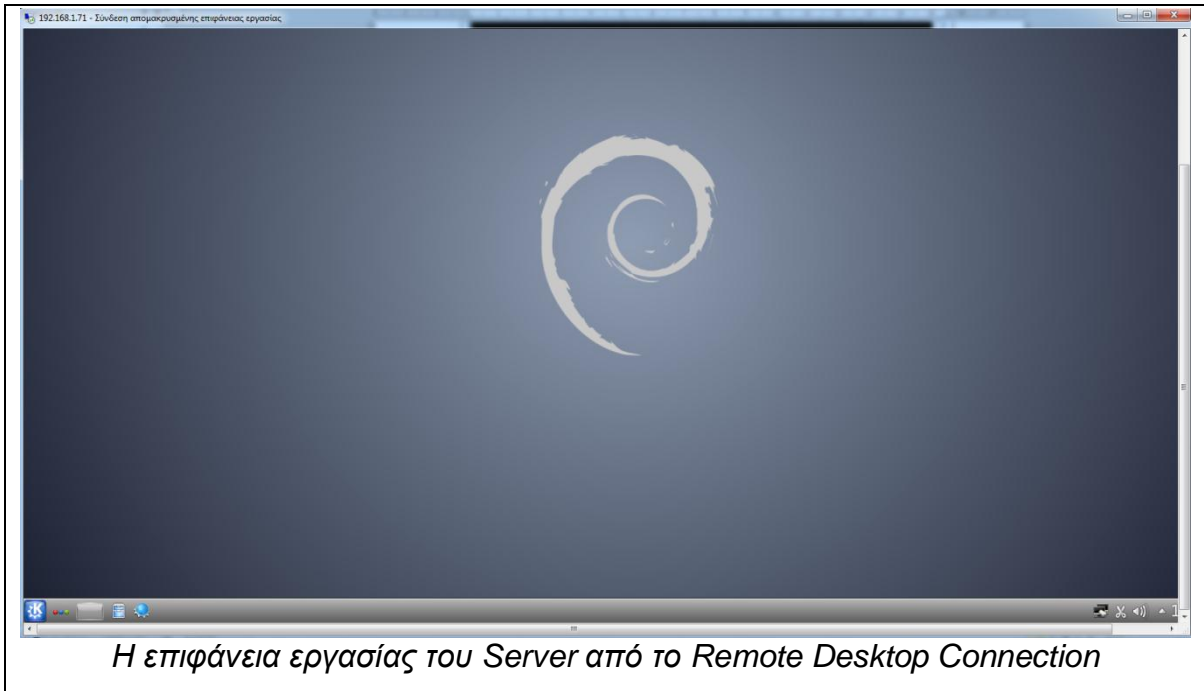 192.168.1.71 - Σύνδεση απομακρυσμένης επιφάνειας εργασίας
Η επιφάνεια εργασίας του Server από το Remote Desktop Connection